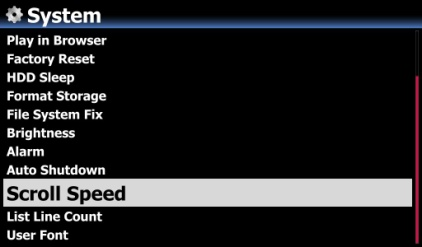 System
Play in Browser
Factory Reset
HDD Sleep
Format Storage
File System Fix
Brightness
Alarm
Auto Shutdown
Scroll Speed
List Line Count
User Font